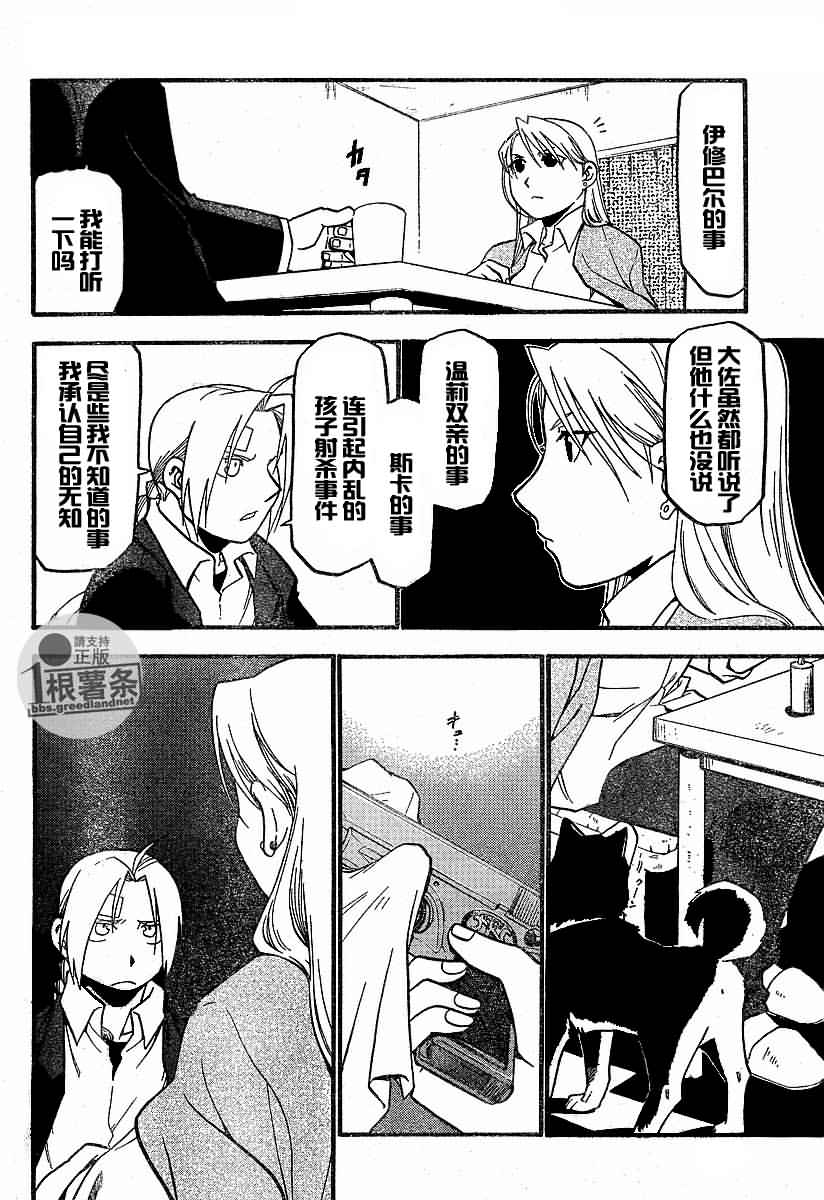 伊修巴尔的事
カタ
我能打听
一下吗
大佐虽然都听说了
但他什么也没说
温莉双亲的事
斯卡的事
连引起内乱的
孩子射杀事件
尽是些我不知道的事
我承认自己的无知
キュ…
請支持
正版
1根薯条
bbs.greedland.net